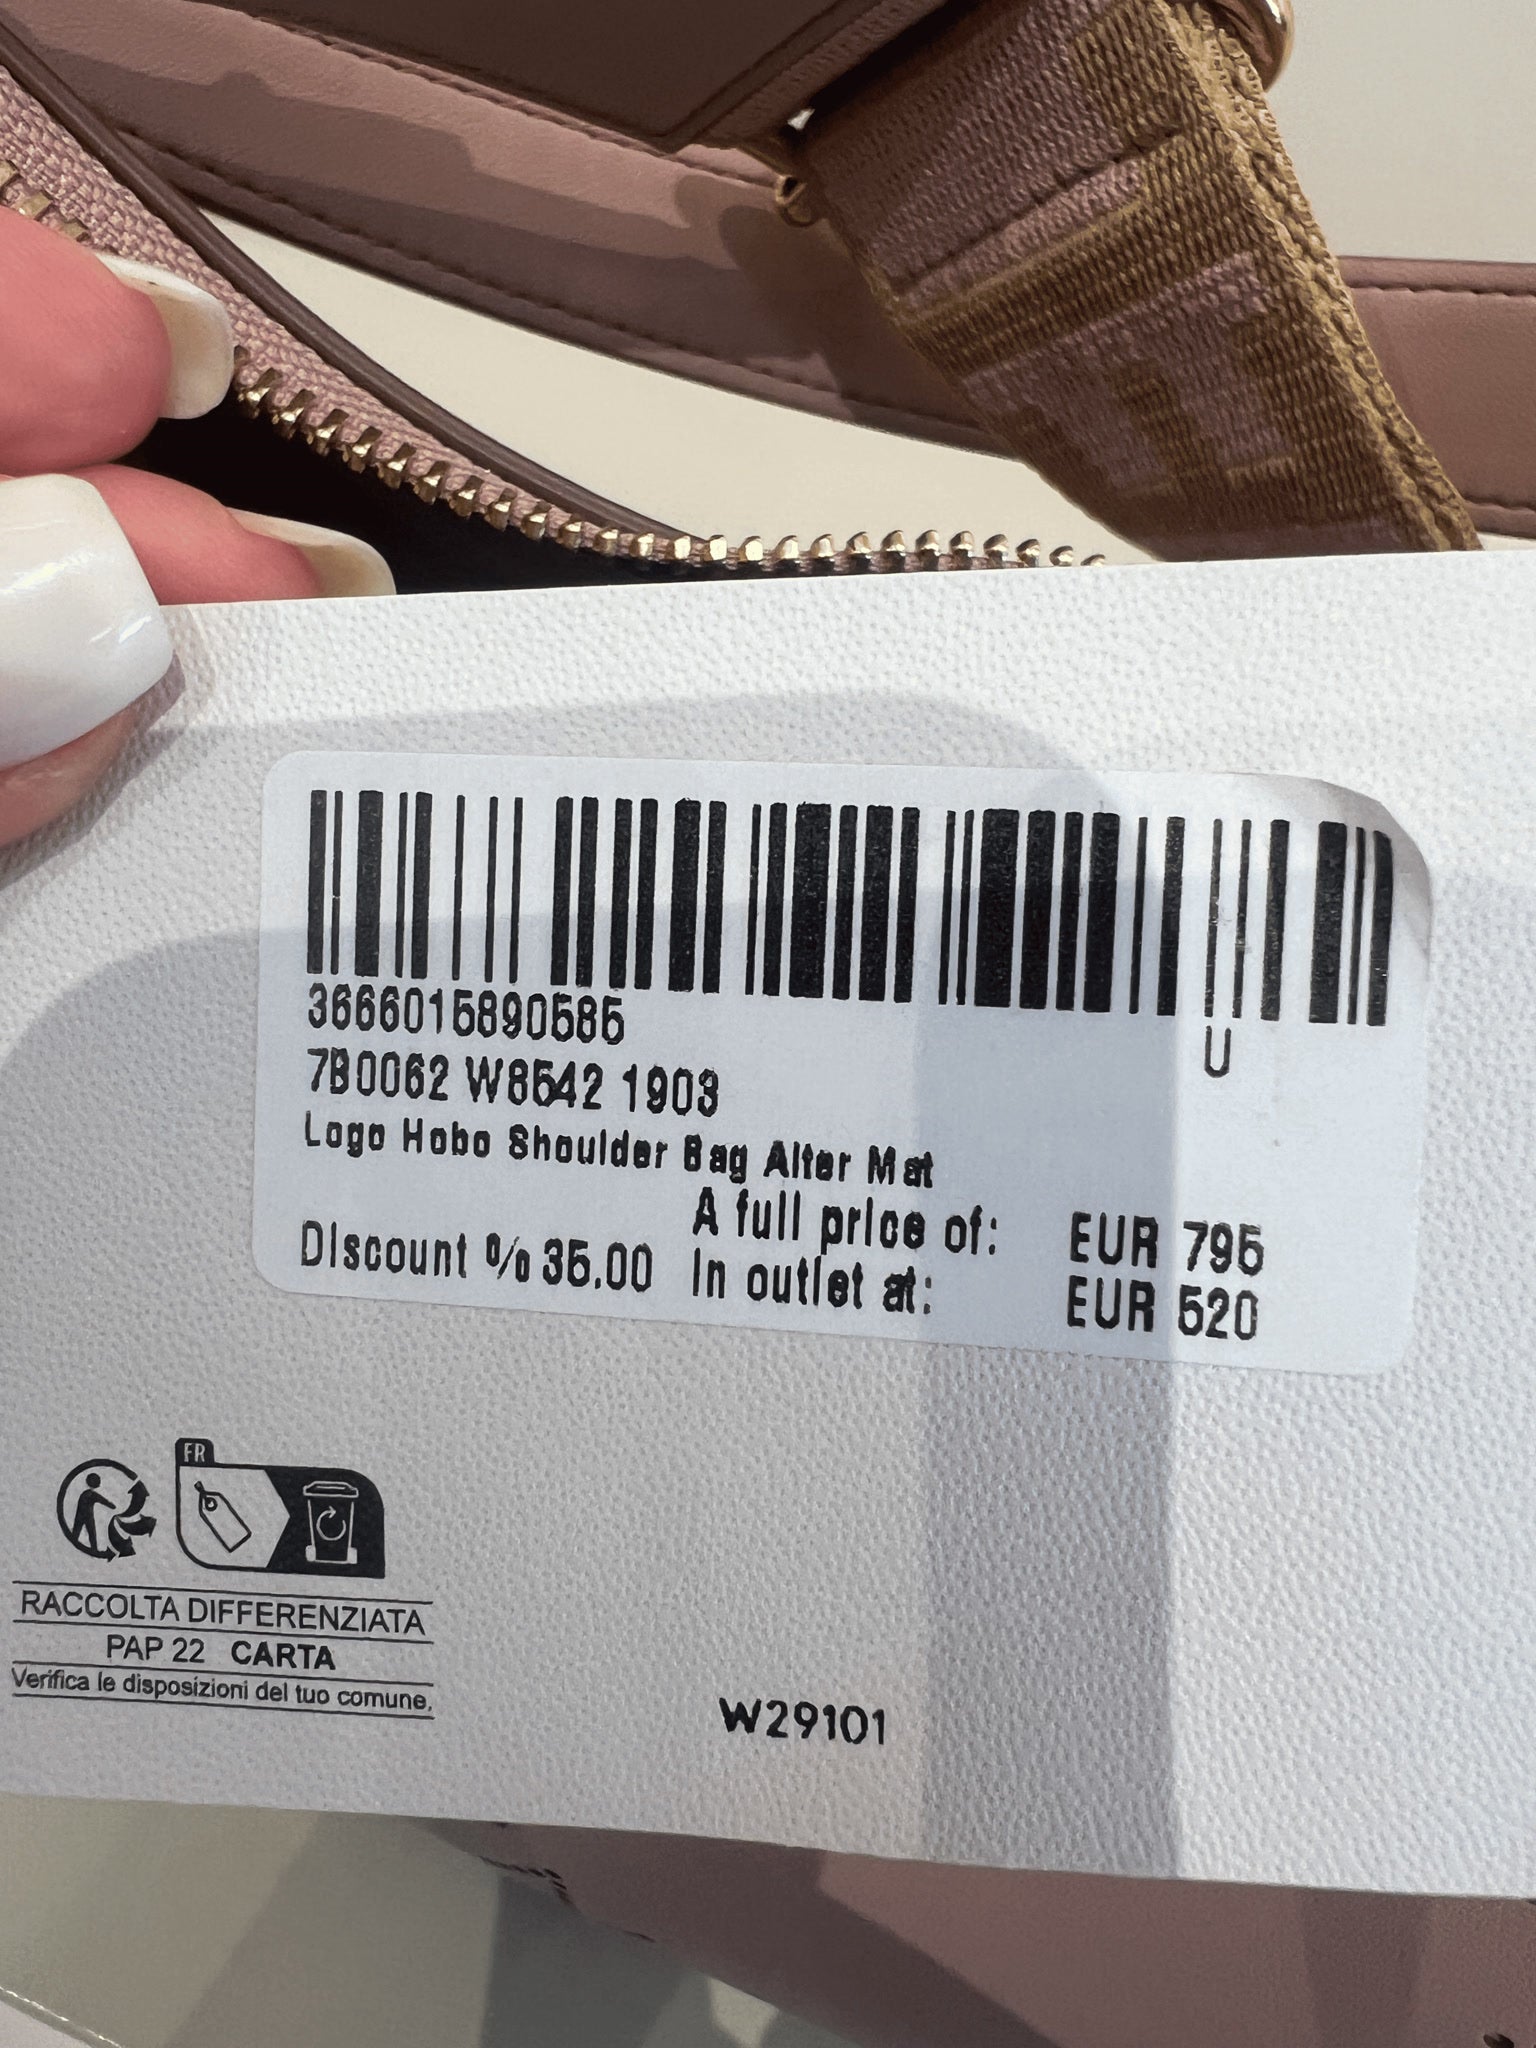 3666015890585
U
7B0062 W8542 1903
Logo Hobo Shoulder Bag Alter Mat
A full price of: EUR 795
Discount % 35.00 In outlet at: EUR 520
FR
RACCOLTA DIFFERENZIATA
PAP 22 CARTA
Verifica le disposizioni del tuo comune.
W29101